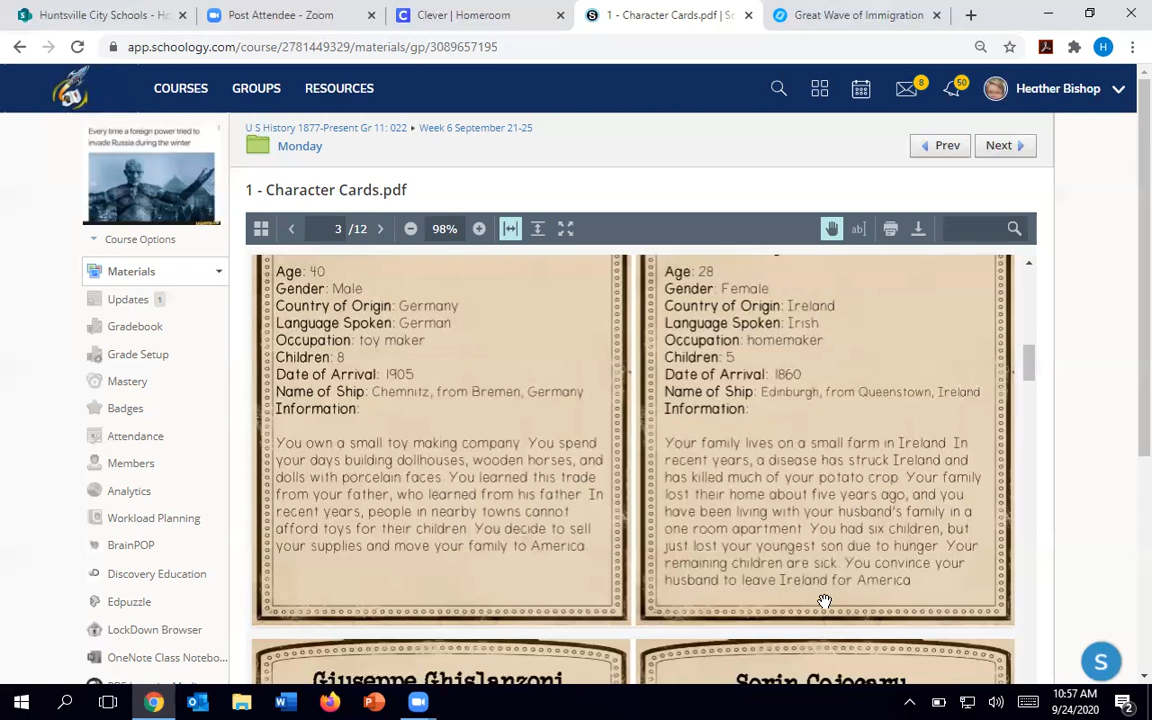 Huntsville City Schools - Ho
Post Attendee - Zoom
Clever | Homeroom
1 - Character Cards.pdf | Sc
Great Wave of Immigration
app.schoology.com/course/2781449329/materials/gp/3089657195
H
COURSES
GROUPS
RESOURCES
8
50
Heather Bishop
Every time a foreign power tried to
invade Russia during the winter
Course Options
Materials
Updates 1
Gradebook
Grade Setup
Mastery
Badges
Attendance
Members
Analytics
Workload Planning
BrainPOP
Discovery Education
Edpuzzle
LockDown Browser
OneNote Class Notebo...
U S History 1877-Present Gr 11: 022
Week 6 September 21-25
Monday
Prev
Next
1 - Character Cards.pdf
3 /12
98%
ab
Age: 40
Gender: Male
Country of Origin: Germany
Language Spoken: German
Occupation: toy maker
Children: 8
Date of Arrival: 1905
Name of Ship: Chemnitz, from Bremen, Germany
Information:
You own a small toy making company. You spend
your days building dollhouses, wooden horses, and
dolls with porcelain faces. You learned this trade
from your father, who learned from his father. In
recent years, people in nearby towns cannot
afford toys for their children. You decide to sell
your supplies and move your family to America.
Age: 28
Gender: Female
Country of Origin: Ireland
Language Spoken: Irish
Occupation: homemaker
Children: 5
Date of Arrival: 1860
Name of Ship: Edinburgh, from Queenstown, Ireland
Information:
Your family lives on a small farm in Ireland. In
recent years, a disease has struck Ireland and
has killed much of your potato crop. Your family
lost their home about five years ago, and you
have been living with your husband's family in a
one room apartment. You had six children, but
just lost your youngest son due to hunger. Your
remaining children are sick. You convince your
husband to leave Ireland for America.
Giuseppe Ghislanzoni
Sorin Cojocaru
S
10:57 AM
9/24/2020
2